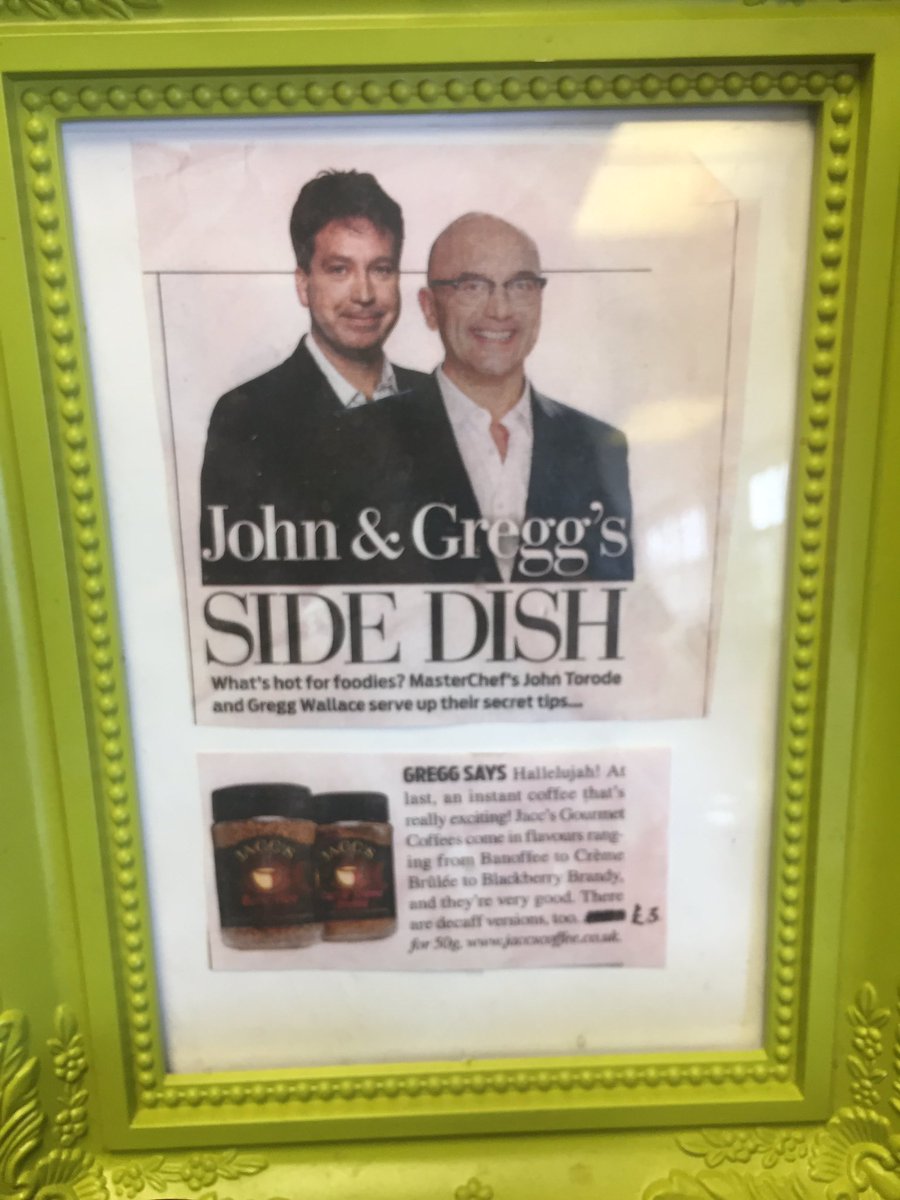 John & Gregg's
SIDE DISH
What's hot for foodies? MasterChef's John Torode
and Gregg Wallace serve up their secret tips....
GREGG SAYS Hallelujah! At
last, an instant coffee that's
really exciting! Jacc's Gourmet
Coffees come in flavours rang-
ing from Banoffee to Crème
Brûlée to Blackberry Brandy,
and they're very good. There
are decaff versions, too. £3
for 50g, www.jaccscoffee.co.uk.
JACC'S
JACC'S